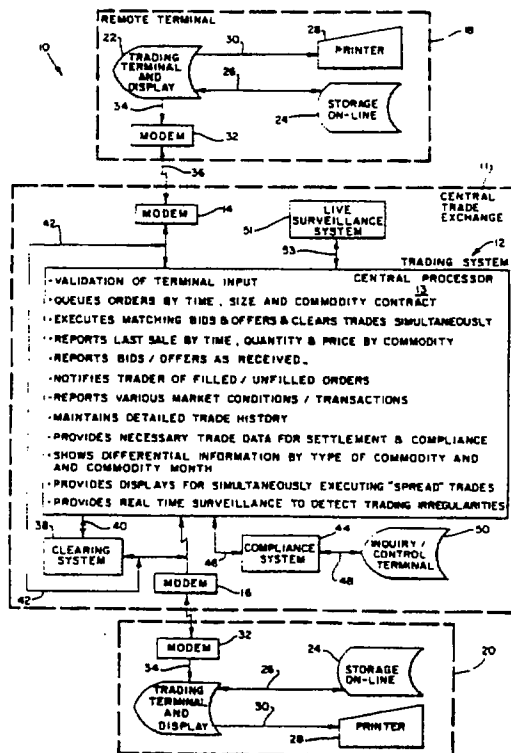 REMOTE TERMINAL
10
22
TRADING
TERMINAL
AND
DISPLAY
30
28
PRINTER
18
26
34
24
STORAGE
ON-LINE
MODEM
32
36
11
CENTRAL
TRADE
EXCHANGE
42
MODEM
14
51
LIVE
SURVEILLANCE
SYSTEM
53
TRADING
SYSTEM
12
CENTRAL PROCESSOR
13
•VALIDATION OF TERMINAL INPUT
•QUEUES ORDERS BY TIME, SIZE AND COMMODITY CONTRACT
•EXECUTES MATCHING BIDS & OFFERS & CLEARS TRADES SIMULTANEOUSLY
•REPORTS LAST SALE BY TIME, QUANTITY & PRICE BY COMMODITY
•REPORTS BIDS / OFFERS AS RECEIVED
•NOTIFIES TRADER OF FILLED / UNFILLED ORDERS
•REPORTS VARIOUS MARKET CONDITIONS / TRANSACTIONS
•MAINTAINS DETAILED TRADE HISTORY
•PROVIDES NECESSARY TRADE DATA FOR SETTLEMENT & COMPLIANCE
•SHOWS DIFFERENTIAL INFORMATION BY TYPE OF COMMODITY AND
AND COMMODITY MONTH
•PROVIDES DISPLAYS FOR SIMULTANEOUSLY EXECUTING "SPREAD" TRADES
•PROVIDES REAL TIME SURVEILLANCE TO DETECT TRADING IRREGULARITIES
38
40
CLEARING
SYSTEM
42
46
44
COMPLIANCE
SYSTEM
48
50
INQUIRY /
CONTROL
TERMINAL
MODEM
16
MODEM
32
34
26
24
STORAGE
ON-LINE
20
TRADING
TERMINAL
AND
DISPLAY
30
28
PRINTER